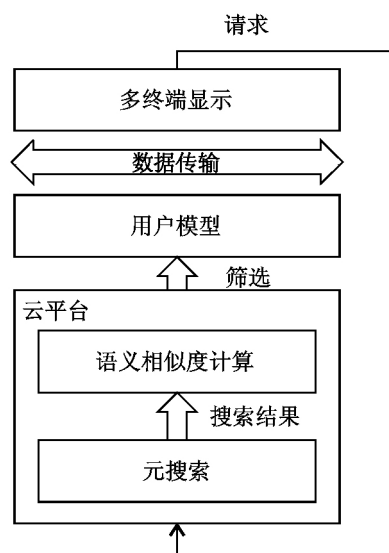 请求
多终端显示
数据传输
用户模型
筛选
云平台
语义相似度计算
搜索结果
元搜索